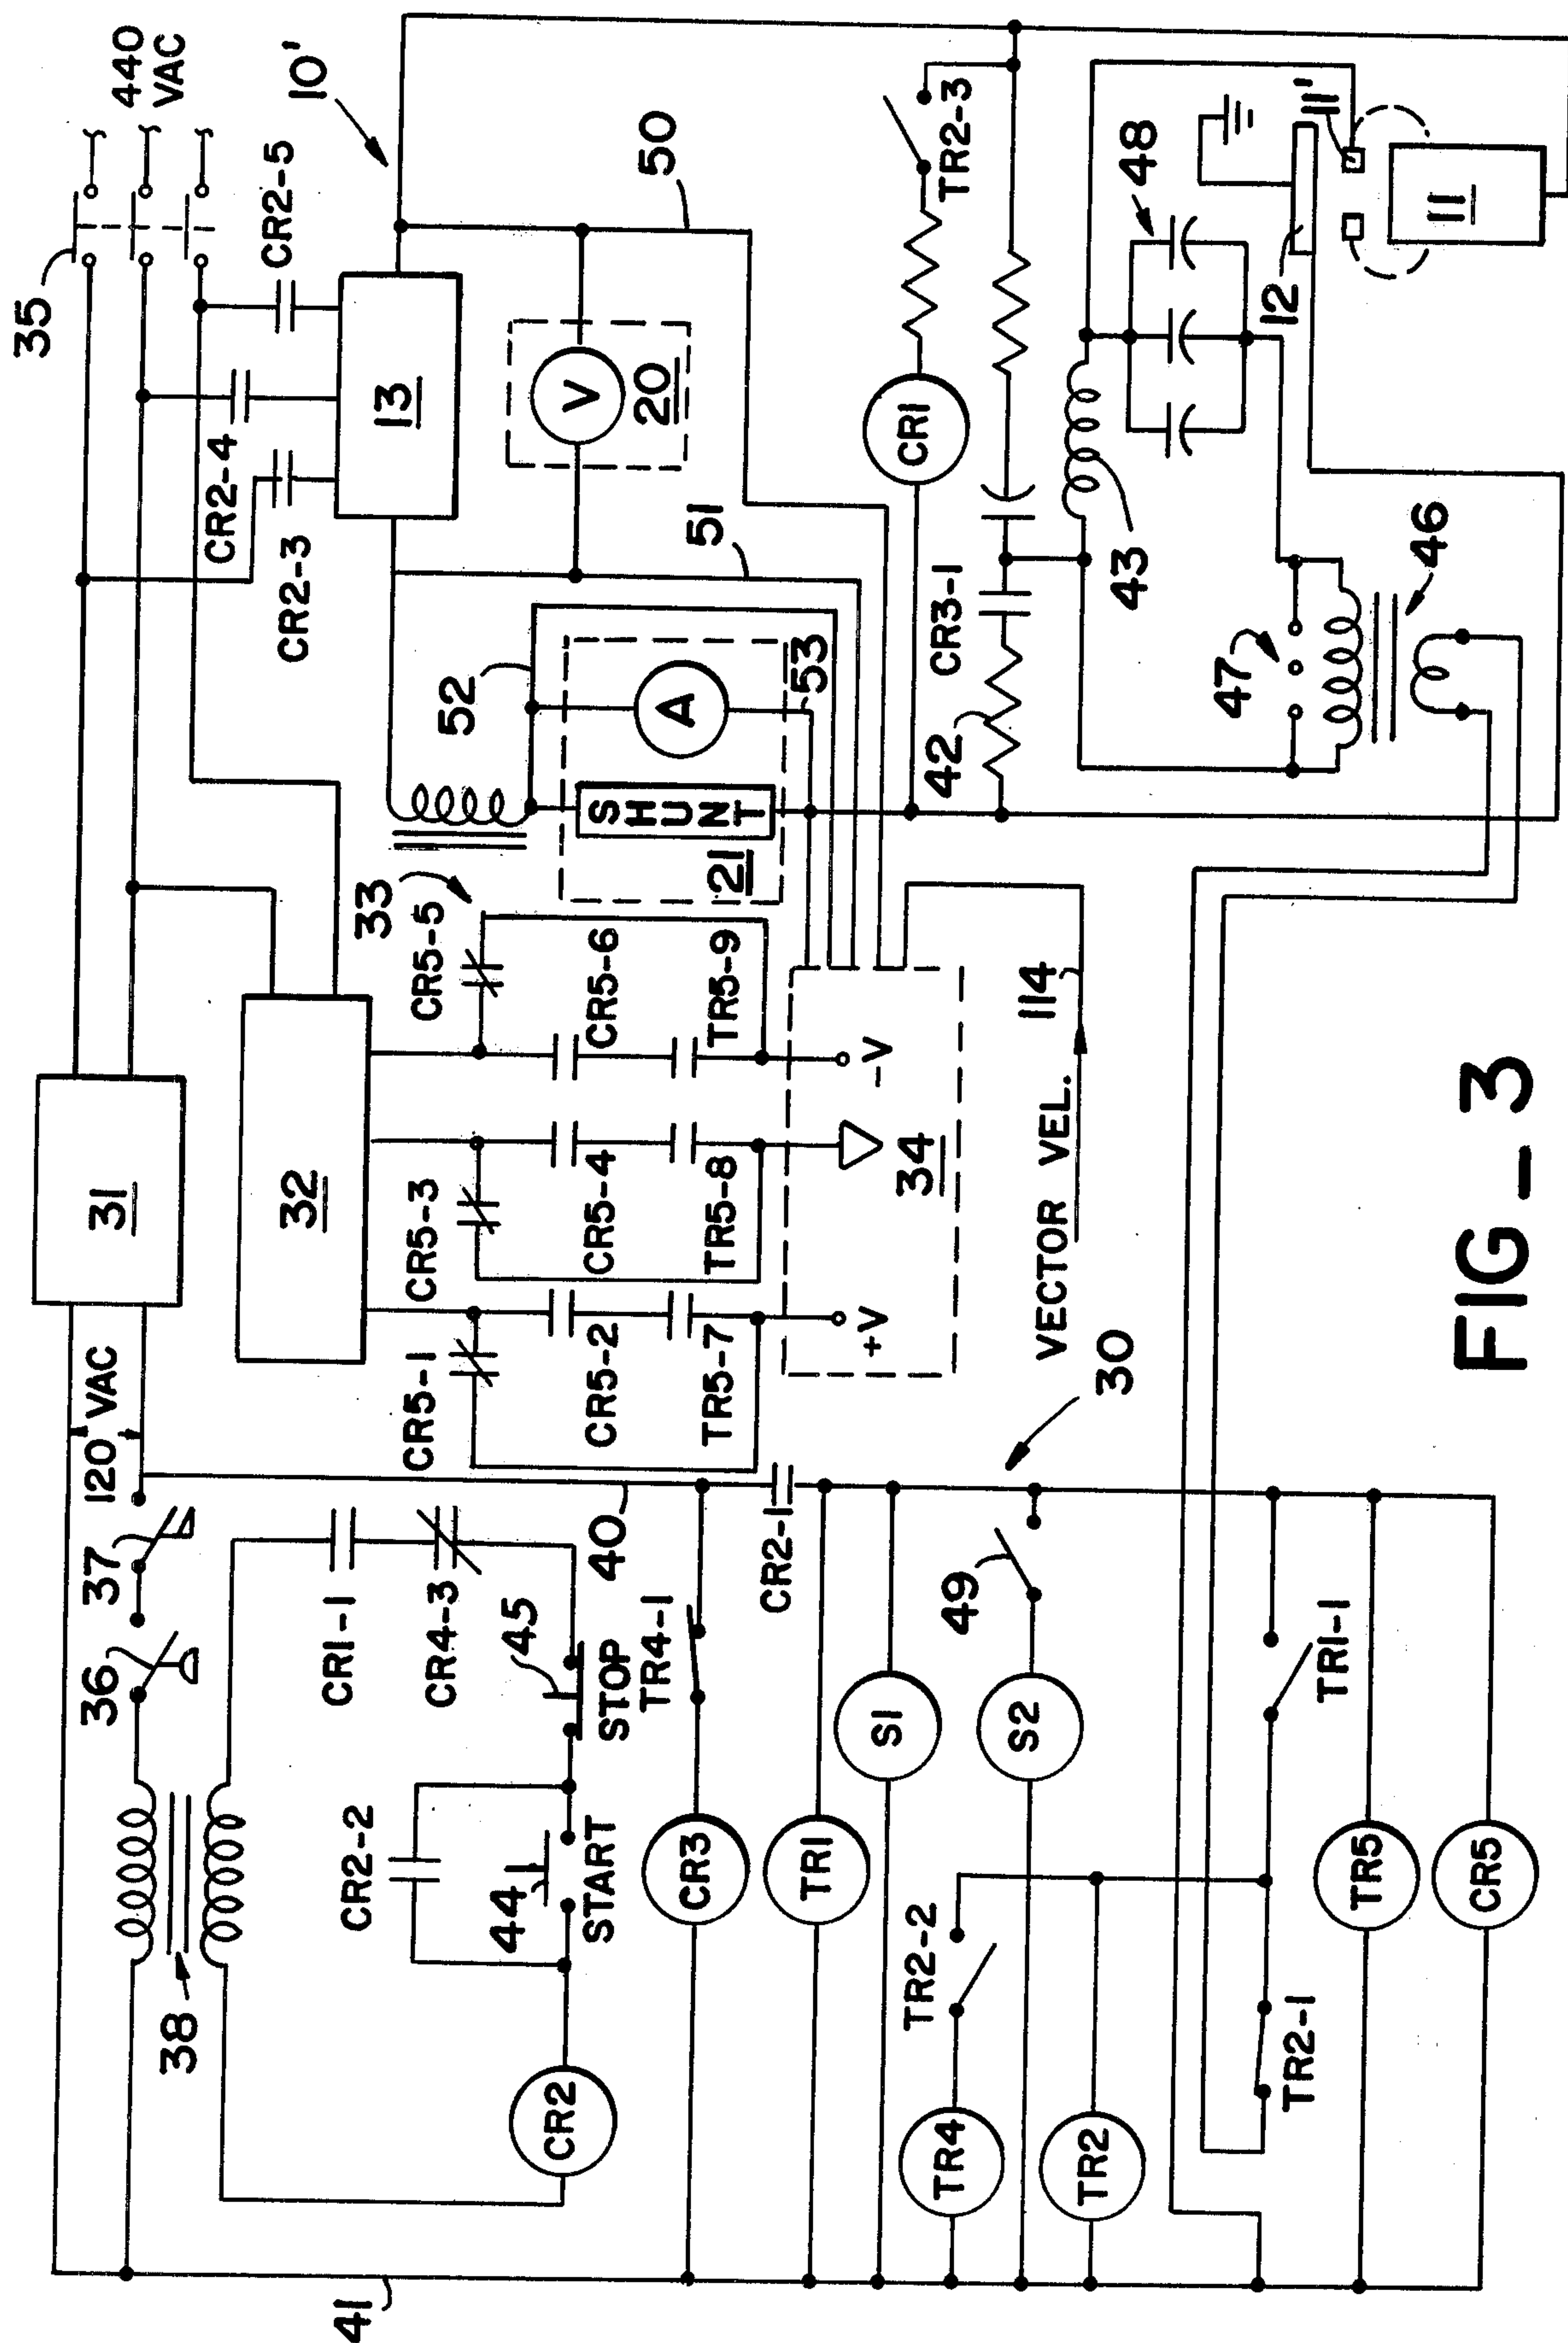 440
VAC
35
10'
CR2-5
CR2-4
CR2-3
13
50
V
20
51
52
A
53
SHUNT
21
33
31
32
120 VAC
37
36
38
CR5-5
CR5-6
TR5-9
CR5-3
CR5-4
TR5-8
CR5-1
CR5-2
TR5-7
-V
+V
34
114
VECTOR VEL.
30
TR2-3
CR1
CR3-1
42
43
48
11'
11
12
47
46
CR1-1
CR4-3
45
STOP
CR2-2
44
START
CR2
40
TR4-1
CR2-1
CR3
TR1
S1
49
S2
TR2-2
TR4
TR2
TR1-1
TR2-1
TR5
CR5
41
FIG-3